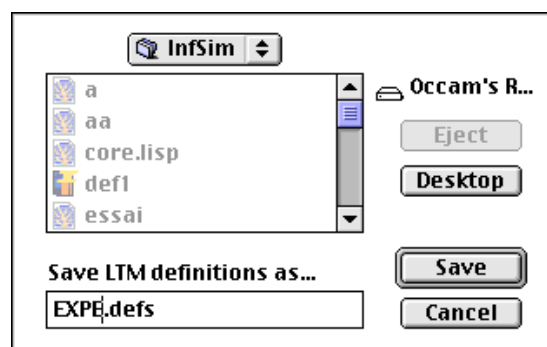 InfSim
a
aa
core.lisp
def1
essai
Occam's R...
Eject
Desktop
Save LTM definitions as...
EXPE.defs
Save
Cancel